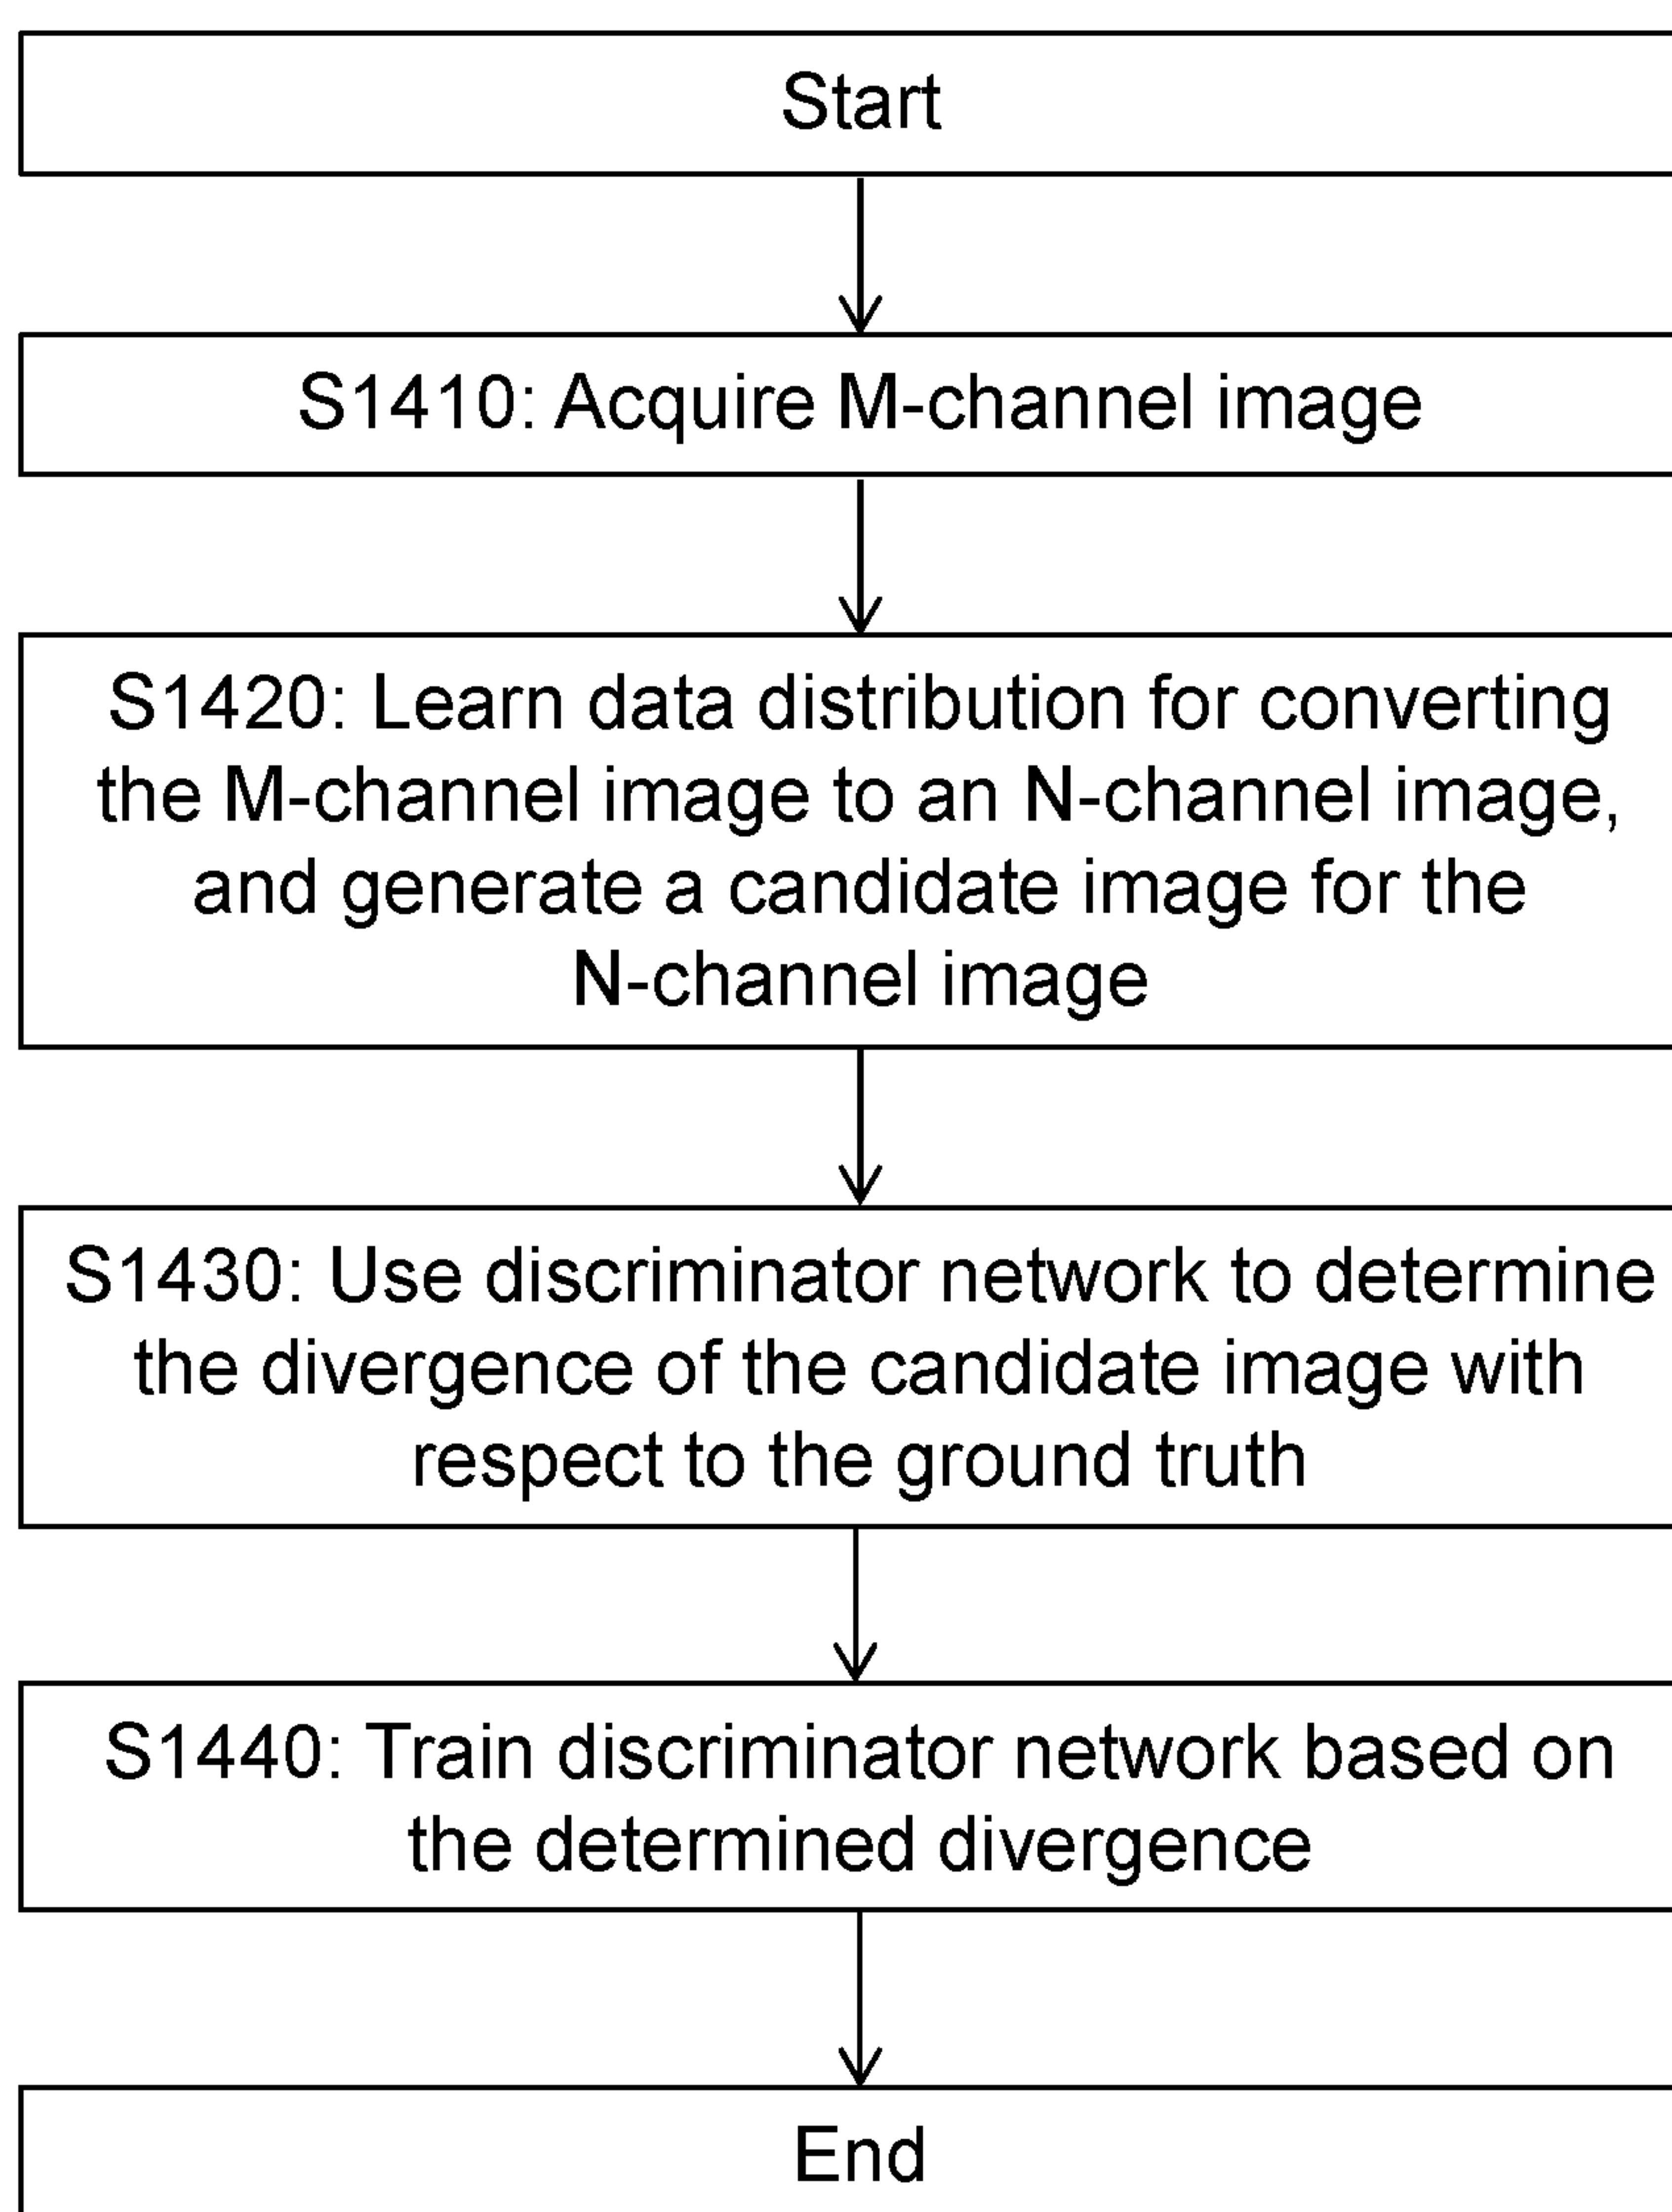 Start
S1410: Acquire M-channel image
S1420: Learn data distribution for converting
the M-channel image to an N-channel image,
and generate a candidate image for the
N-channel image
S1430: Use discriminator network to determine
the divergence of the candidate image with
respect to the ground truth
S1440: Train discriminator network based on
the determined divergence
End